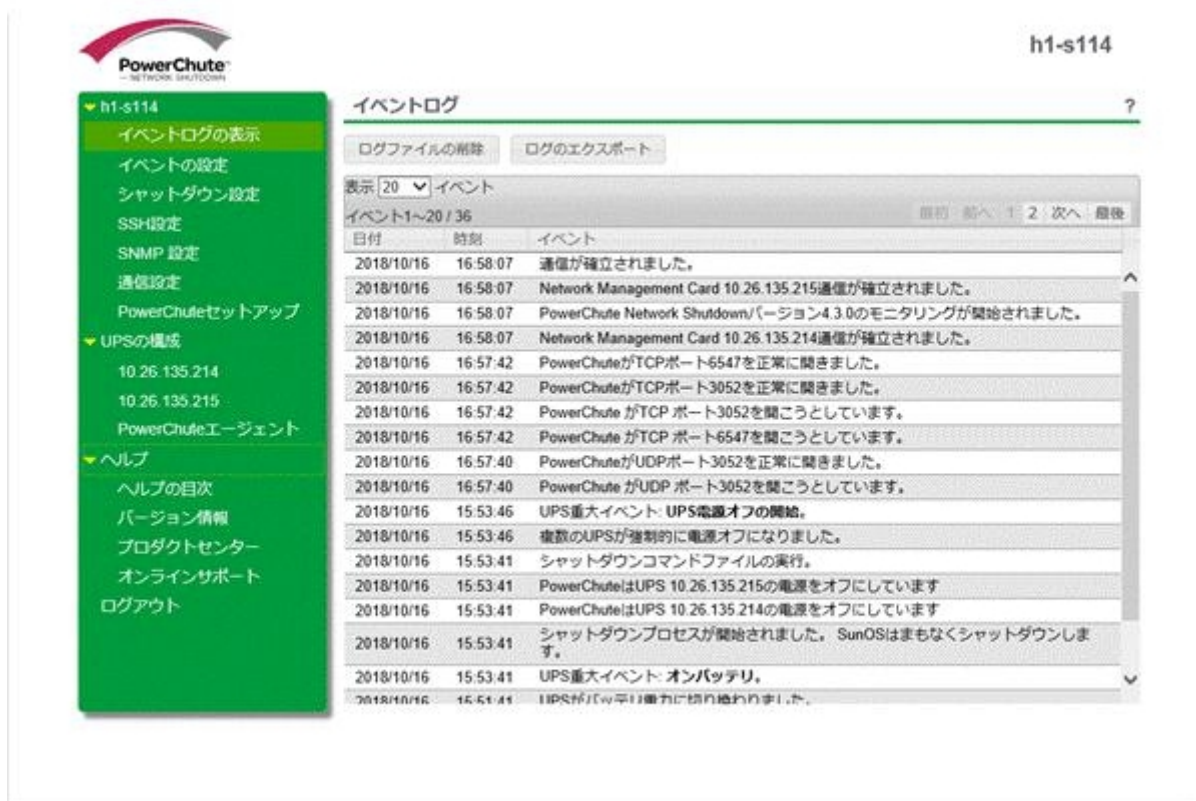 PowerChute
NETWORK SHUTDOWN
h1-s114
h1-s114
イベントログの表示
イベントの設定
シャットダウン設定
SSH設定
SNMP 設定
通信設定
PowerChuteセットアップ
UPSの構成
10.26.135.214
10.26.135.215
PowerChuteエージェント
ヘルプ
ヘルプの目次
バージョン情報
プロダクトセンター
オンラインサポート
ログアウト
イベントログ ?
ログファイルの削除 ログのエクスポート
表示 20 イベント
イベント1～20 / 36 最初 前へ 1 2 次へ 最後
日付 時刻 イベント
2018/10/16 16:58:07 通信が確立されました。
2018/10/16 16:58:07 Network Management Card 10.26.135.215通信が確立されました。
2018/10/16 16:58:07 PowerChute Network Shutdownバージョン4.3.0のモニタリングが開始されました。
2018/10/16 16:58:07 Network Management Card 10.26.135.214通信が確立されました。
2018/10/16 16:57:42 PowerChuteがTCPポート6547を正常に開きました。
2018/10/16 16:57:42 PowerChuteがTCPポート3052を正常に開きました。
2018/10/16 16:57:42 PowerChute がTCP ポート3052を開こうとしています。
2018/10/16 16:57:42 PowerChute がTCP ポート6547を開こうとしています。
2018/10/16 16:57:40 PowerChuteがUDPポート3052を正常に開きました。
2018/10/16 16:57:40 PowerChute がUDP ポート3052を開こうとしています。
2018/10/16 15:53:46 UPS重大イベント: UPS電源オフの開始。
2018/10/16 15:53:46 複数のUPSが強制的に電源オフになりました。
2018/10/16 15:53:41 シャットダウンコマンドファイルの実行。
2018/10/16 15:53:41 PowerChuteはUPS 10.26.135.215の電源をオフにしています
2018/10/16 15:53:41 PowerChuteはUPS 10.26.135.214の電源をオフにしています
2018/10/16 15:53:41 シャットダウンプロセスが開始されました。 SunOSはまもなくシャットダウンしま
す。
2018/10/16 15:53:41 UPS重大イベント: オンバッテリ。
2018/10/16 15:51:41 UPSがバッテリ電力に切り換わりました。